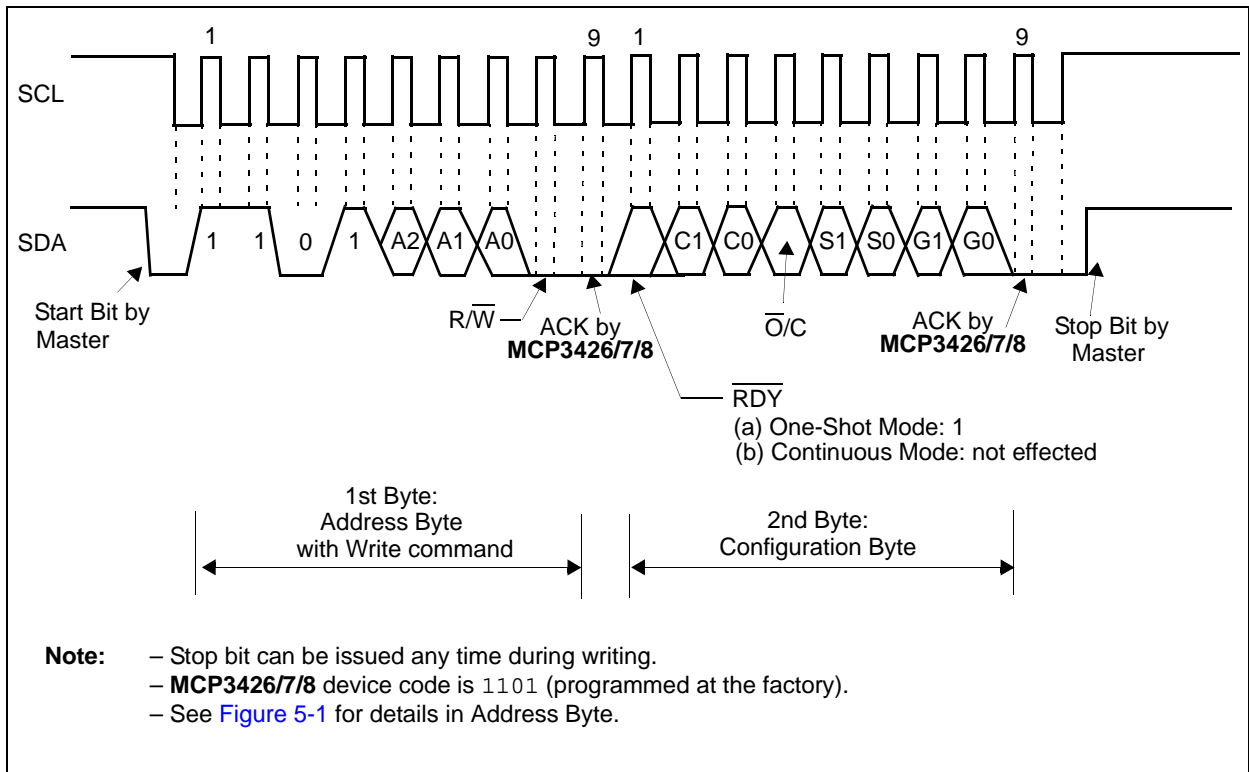 1 9 1 9
SCL
SDA
1 1 0 1 A2 A1 A0 C1 C0 S1 S0 G1 G0
Start Bit by
Master
R/W̅
ACK by
MCP3426/7/8
O̅/C
ACK by
MCP3426/7/8
Stop Bit by
Master
R̅D̅Y̅
(a) One-Shot Mode: 1
(b) Continuous Mode: not effected
1st Byte:
Address Byte
with Write command
2nd Byte:
Configuration Byte
Note: – Stop bit can be issued any time during writing.
– MCP3426/7/8 device code is 1101 (programmed at the factory).
– See Figure 5-1 for details in Address Byte.